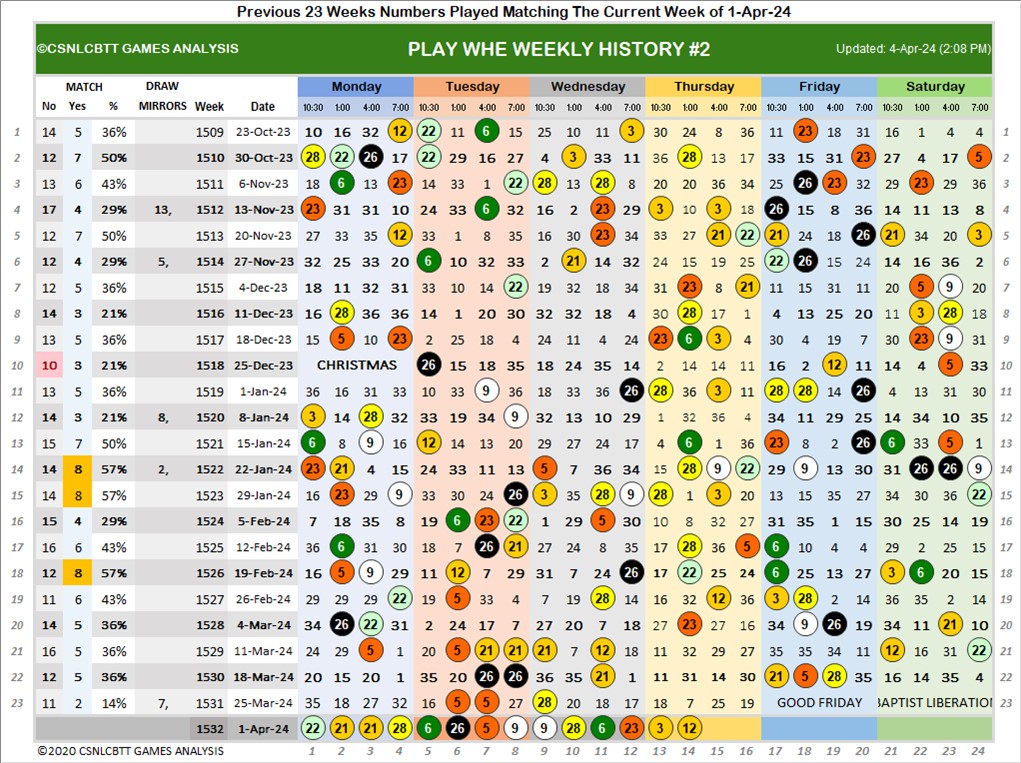 Previous 23 Weeks Numbers Played Matching The Current Week of 1-Apr-24
©CSNLCBTT GAMES ANALYSIS PLAY WHE WEEKLY HISTORY #2 Updated: 4-Apr-24 (2:08 PM)
MATCH DRAW Monday Tuesday Wednesday Thursday Friday Saturday
No Yes % MIRRORS Week Date 10:30 1:00 4:00 7:00 10:30 1:00 4:00 7:00 10:30 1:00 4:00 7:00 10:30 1:00 4:00 7:00 10:30 1:00 4:00 7:00 10:30 1:00 4:00 7:00
1 14 5 36% 1509 23-Oct-23 10 16 32 12 22 11 6 15 25 10 11 3 30 24 8 36 11 23 18 31 16 1 4 4 1
2 12 7 50% 1510 30-Oct-23 28 22 26 17 22 29 16 27 4 3 33 11 36 28 13 17 33 15 31 23 27 4 17 5 2
3 13 6 43% 1511 6-Nov-23 18 6 13 23 14 33 1 22 28 13 28 8 20 20 36 34 25 26 23 32 29 23 29 36 3
4 17 4 29% 13, 1512 13-Nov-23 23 31 31 10 24 33 6 32 16 2 23 29 3 10 3 18 26 15 8 36 14 11 13 8 4
5 12 7 50% 1513 20-Nov-23 27 33 35 12 33 1 8 35 16 30 23 34 33 27 21 22 21 24 18 26 21 34 20 3 5
6 12 4 29% 5, 1514 27-Nov-23 32 25 33 20 6 10 32 33 2 21 14 32 24 15 19 25 22 26 15 24 14 16 36 2 6
7 12 5 36% 1515 4-Dec-23 18 11 32 31 33 10 14 22 19 32 18 34 31 23 8 21 11 15 31 11 20 5 9 20 7
8 14 3 21% 1516 11-Dec-23 16 28 36 36 14 1 20 30 32 32 18 4 30 28 17 1 4 13 25 20 11 3 28 18 8
9 13 5 36% 1517 18-Dec-23 15 5 10 23 2 25 18 4 24 11 4 24 23 6 3 4 30 4 19 7 30 23 9 31 9
10 10 3 21% 1518 25-Dec-23 CHRISTMAS 26 15 18 35 18 24 35 14 2 14 14 11 16 2 12 11 15 4 5 33 10
11 13 5 36% 1519 1-Jan-24 36 16 31 33 10 33 9 36 18 33 36 26 28 36 3 11 28 28 14 26 4 13 31 30 11
12 14 3 21% 8, 1520 8-Jan-24 3 14 28 32 33 19 34 9 32 13 10 29 1 32 36 4 34 11 29 25 14 34 10 35 12
13 15 7 50% 1521 15-Jan-24 6 8 9 16 12 14 13 20 29 27 24 17 4 6 1 36 23 8 2 26 6 33 5 1 13
14 14 8 57% 2, 1522 22-Jan-24 23 21 4 15 24 33 11 13 5 7 36 34 15 28 9 22 29 9 13 30 31 26 26 9 14
15 14 8 57% 1523 29-Jan-24 16 23 29 9 33 30 24 26 3 35 28 9 28 1 3 20 13 15 35 27 34 30 36 22 15
16 15 4 29% 1524 5-Feb-24 7 18 35 8 19 6 23 22 1 29 5 30 10 8 32 27 31 35 1 15 30 25 14 19 16
17 16 6 43% 1525 12-Feb-24 36 6 31 30 18 7 26 21 27 24 8 35 17 28 36 5 6 10 4 4 29 2 25 15 17
18 12 8 57% 1526 19-Feb-24 16 5 9 29 11 12 7 29 31 7 24 26 17 22 25 24 6 25 13 27 3 6 20 18 18
19 11 6 43% 1527 26-Feb-24 29 29 29 22 19 5 33 4 7 19 28 14 15 32 12 36 3 28 2 14 36 35 2 14 19
20 14 5 36% 1528 4-Mar-24 34 26 22 31 2 24 17 7 27 20 7 18 27 23 16 27 34 9 26 19 34 11 21 10 20
21 16 5 36% 1529 11-Mar-24 24 29 5 1 20 5 21 21 21 7 12 18 11 32 29 27 35 35 34 11 12 16 31 22 21
22 12 5 36% 1530 18-Mar-24 20 15 20 1 35 20 26 26 36 35 21 1 11 31 14 30 21 5 28 35 16 14 35 4 22
23 11 2 14% 7, 1531 25-Mar-24 35 18 27 32 16 5 5 27 28 20 18 17 18 7 25 19 GOOD FRIDAY BAPTIST LIBERATION 23
1532 1-Apr-24 22 21 21 28 6 26 5 9 9 28 6 23 3 12
©2020 CSNLCBTT GAMES ANALYSIS 1 2 3 4 5 6 7 8 9 10 11 12 13 14 15 16 17 18 19 20 21 22 23 24